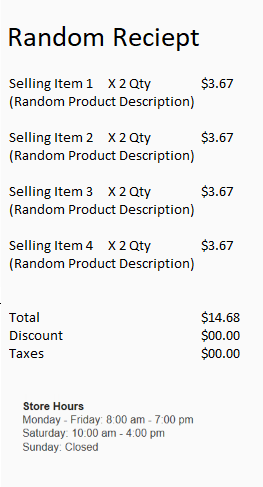 Random Reciept
Selling Item 1 X 2 Qty $3.67
(Random Product Description)
Selling Item 2 X 2 Qty $3.67
(Random Product Description)
Selling Item 3 X 2 Qty $3.67
(Random Product Description)
Selling Item 4 X 2 Qty $3.67
(Random Product Description)
Total $14.68
Discount $00.00
Taxes $00.00
Store Hours
Monday - Friday: 8:00 am - 7:00 pm
Saturday: 10:00 am - 4:00 pm
Sunday: Closed